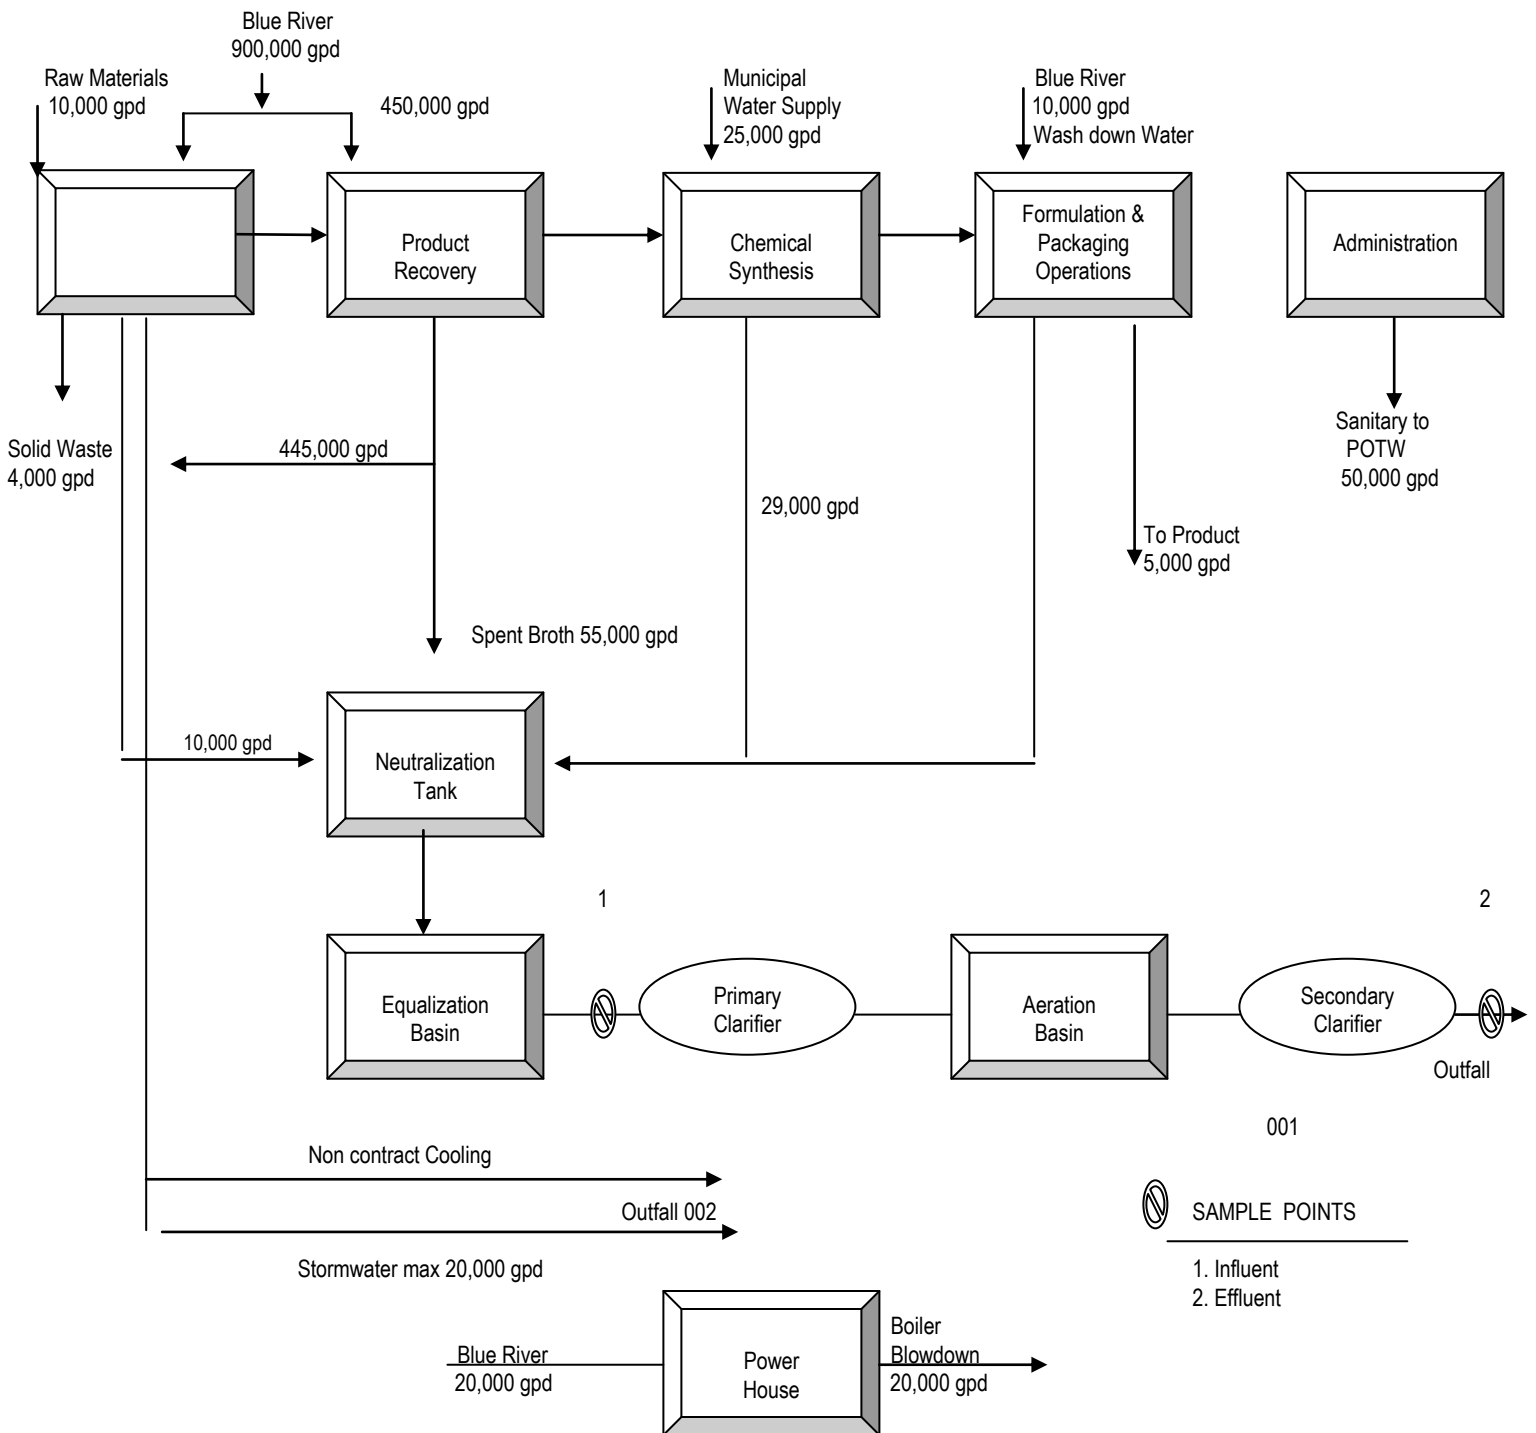 Blue River
900,000 gpd
Raw Materials
10,000 gpd
450,000 gpd
Municipal
Water Supply
25,000 gpd
Blue River
10,000 gpd
Wash down Water
Product
Recovery
Chemical
Synthesis
Formulation &
Packaging
Operations
Administration
Solid Waste
4,000 gpd
445,000 gpd
29,000 gpd
To Product
5,000 gpd
Sanitary to
POTW
50,000 gpd
Spent Broth 55,000 gpd
10,000 gpd
Neutralization
Tank
1
2
Equalization
Basin
Primary
Clarifier
Aeration
Basin
Secondary
Clarifier
Outfall
001
Non contract Cooling
Outfall 002
Stormwater max 20,000 gpd
SAMPLE POINTS
1. Influent
2. Effluent
Blue River
20,000 gpd
Power
House
Boiler
Blowdown
20,000 gpd